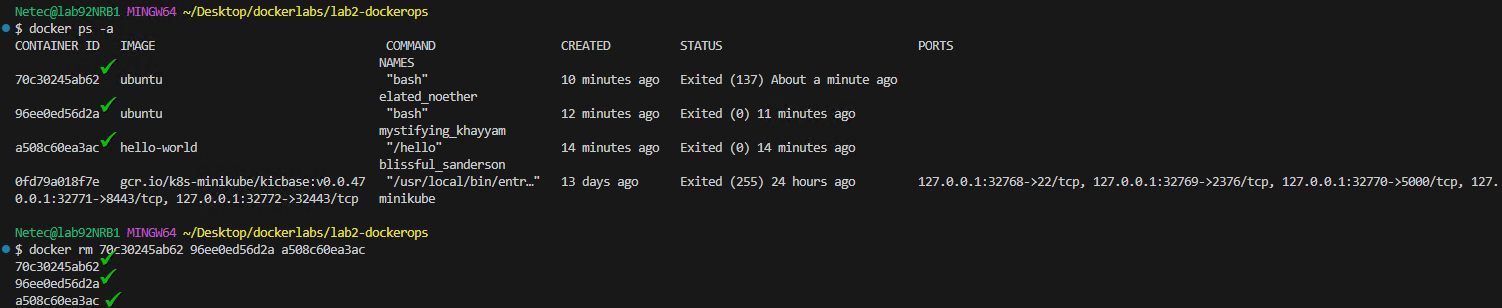 Netec@lab92NRB1 MINGW64 ~/Desktop/dockerlabs/lab2-dockerops
$ docker ps -a
CONTAINER ID   IMAGE                                 COMMAND                  CREATED          STATUS                            PORTS
                                                    NAMES
70c30245ab62   ubuntu                                "bash"                   10 minutes ago   Exited (137) About a minute ago
                                                    elated_noether
96ee0ed56d2a   ubuntu                                "bash"                   12 minutes ago   Exited (0) 11 minutes ago
                                                    mystifying_khayyam
a508c60ea3ac   hello-world                           "/hello"                 14 minutes ago   Exited (0) 14 minutes ago
                                                    blissful_sanderson
0fd79a018f7e   gcr.io/k8s-minikube/kicbase:v0.0.47   "/usr/local/bin/entr…"   13 days ago      Exited (255) 24 hours ago         127.0.0.1:32768->22/tcp, 127.0.0.1:32769->2376/tcp, 127.0.0.1:32770->5000/tcp, 127.
0.0.1:32771->8443/tcp, 127.0.0.1:32772->32443/tcp   minikube
Netec@lab92NRB1 MINGW64 ~/Desktop/dockerlabs/lab2-dockerops
$ docker rm 70c30245ab62 96ee0ed56d2a a508c60ea3ac
70c30245ab62
96ee0ed56d2a
a508c60ea3ac